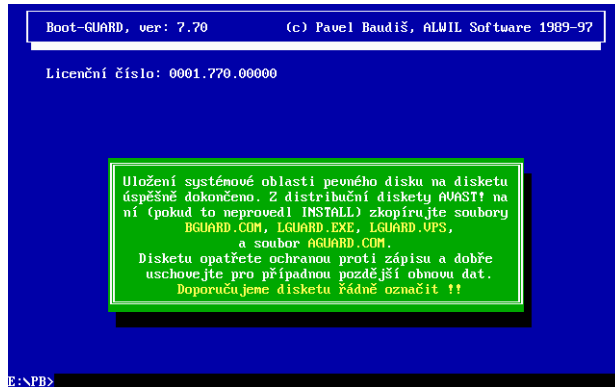 Boot-GUARD, ver: 7.70 (c) Pavel Baudiš, ALWIL Software 1989-97
Licenční číslo: 0001.770.00000
Uložení systémové oblasti pevného disku na disketu
úspěšně dokončeno. Z distribuční diskety AVAST! na
ní (pokud to neprovedl INSTALL) zkopírujte soubory
BGUARD.COM, LGUARD.EXE, LGUARD.VPS,
a soubor AGUARD.COM.
Disketu opatřete ochranou proti zápisu a dobře
uschovejte pro případnou pozdější obnovu dat.
Doporučujeme disketu řádně označit !!
E:\PB>